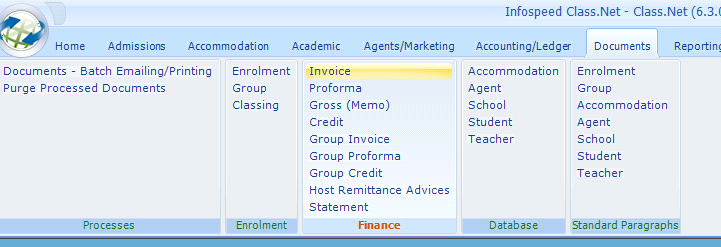 Infospeed Class.Net - Class.Net (6.3.
Home Admissions Accommodation Academic Agents/Marketing Accounting/Ledger Documents Reporting
Documents - Batch Emailing/Printing
Purge Processed Documents
Processes
Enrolment
Group
Classing
Enrolment
Invoice
Proforma
Gross (Memo)
Credit
Group Invoice
Group Proforma
Group Credit
Host Remittance Advices
Statement
Finance
Accommodation
Agent
School
Student
Teacher
Database
Enrolment
Group
Accommodation
Agent
School
Student
Teacher
Standard Paragraphs